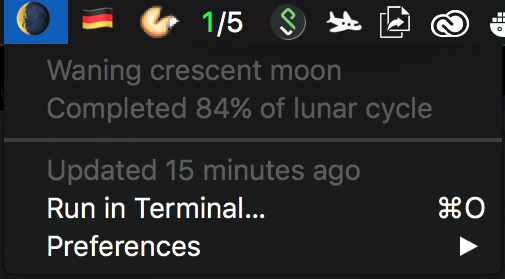 1/5
Waning crescent moon
Completed 84% of lunar cycle
Updated 15 minutes ago
Run in Terminal... ⌘O
Preferences ▶